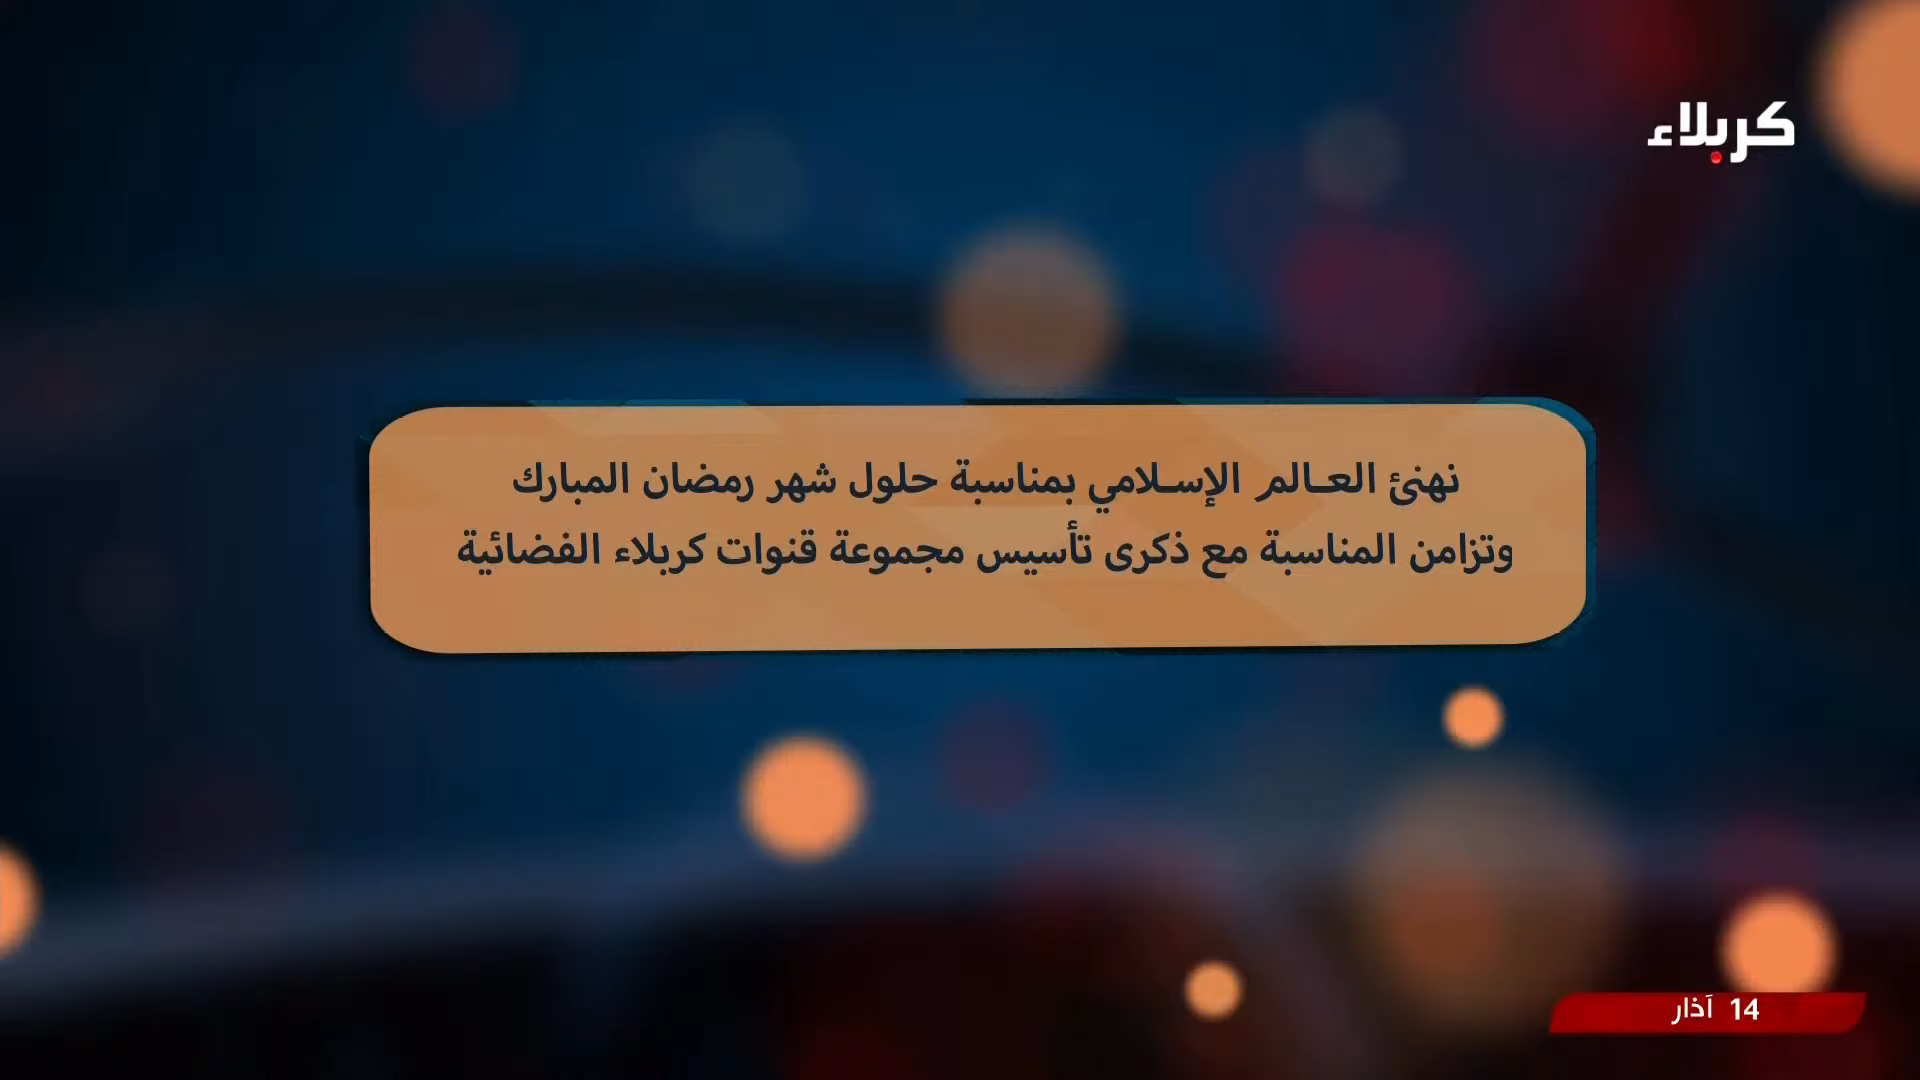 كربلاء
نهنئ العـالم الإسـلامي بمناسبة حلول شهر رمضان المبارك
وتزامن المناسبة مع ذكرى تأسيس مجموعة قنوات كربلاء الفضائية
14 آذار